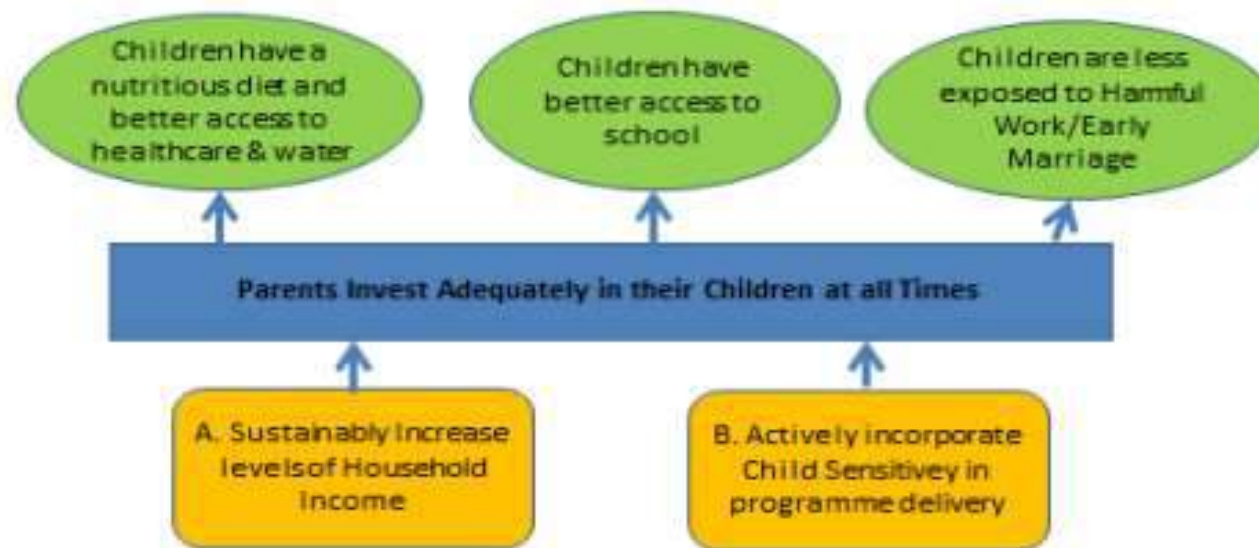 Children have a
nutritious diet and
better access to
healthcare & water
Children have
better access to
school
Children are less
exposed to Harmful
Work/Early
Marriage
Parents Invest Adequately in their Children at all Times
A. Sustainably Increase
levels of Household
Income
B. Actively incorporate
Child Sensitivey in
programme delivery